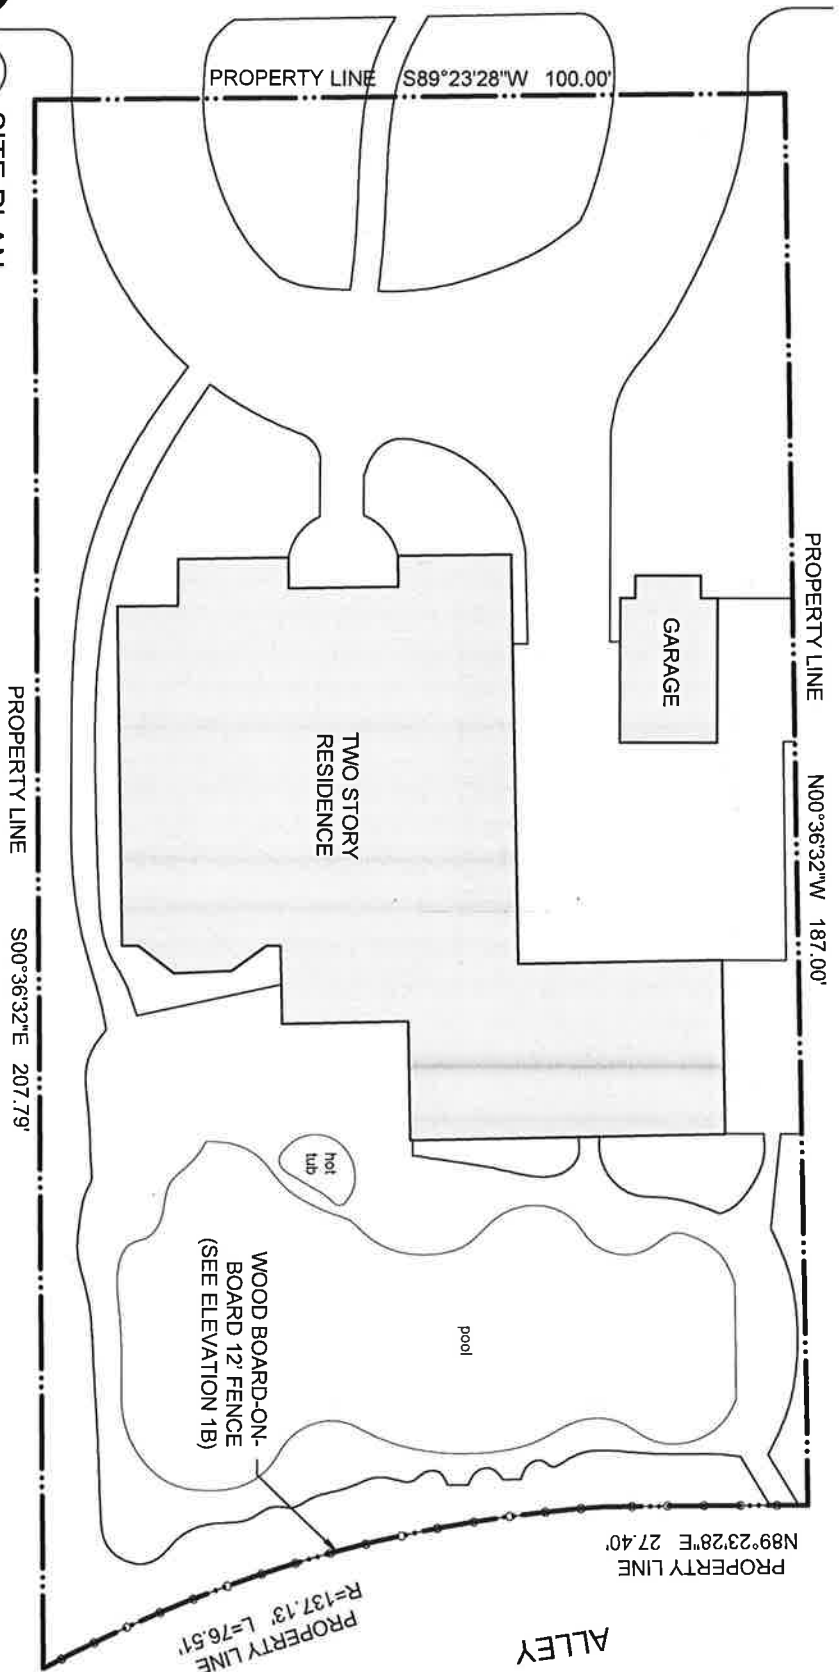 SITE PLAN
PROPERTY LINE S89°23'28"W 100.00'
PROPERTY LINE N00°36'32"W 187.00'
GARAGE
TWO STORY
RESIDENCE
PROPERTY LINE S00°36'32"E 207.79'
hot
tub
pool
WOOD BOARD-ON-
BOARD 12' FENCE
(SEE ELEVATION 1B)
PROPERTY LINE
N89°23'28"E 27.40'
PROPERTY LINE
R=137.13' L=76.51'
ALLEY